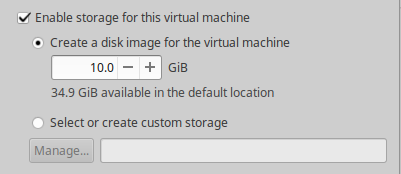 Enable storage for this virtual machine
Create a disk image for the virtual machine
10.0 − + GiB
34.9 GiB available in the default location
Select or create custom storage
Manage...